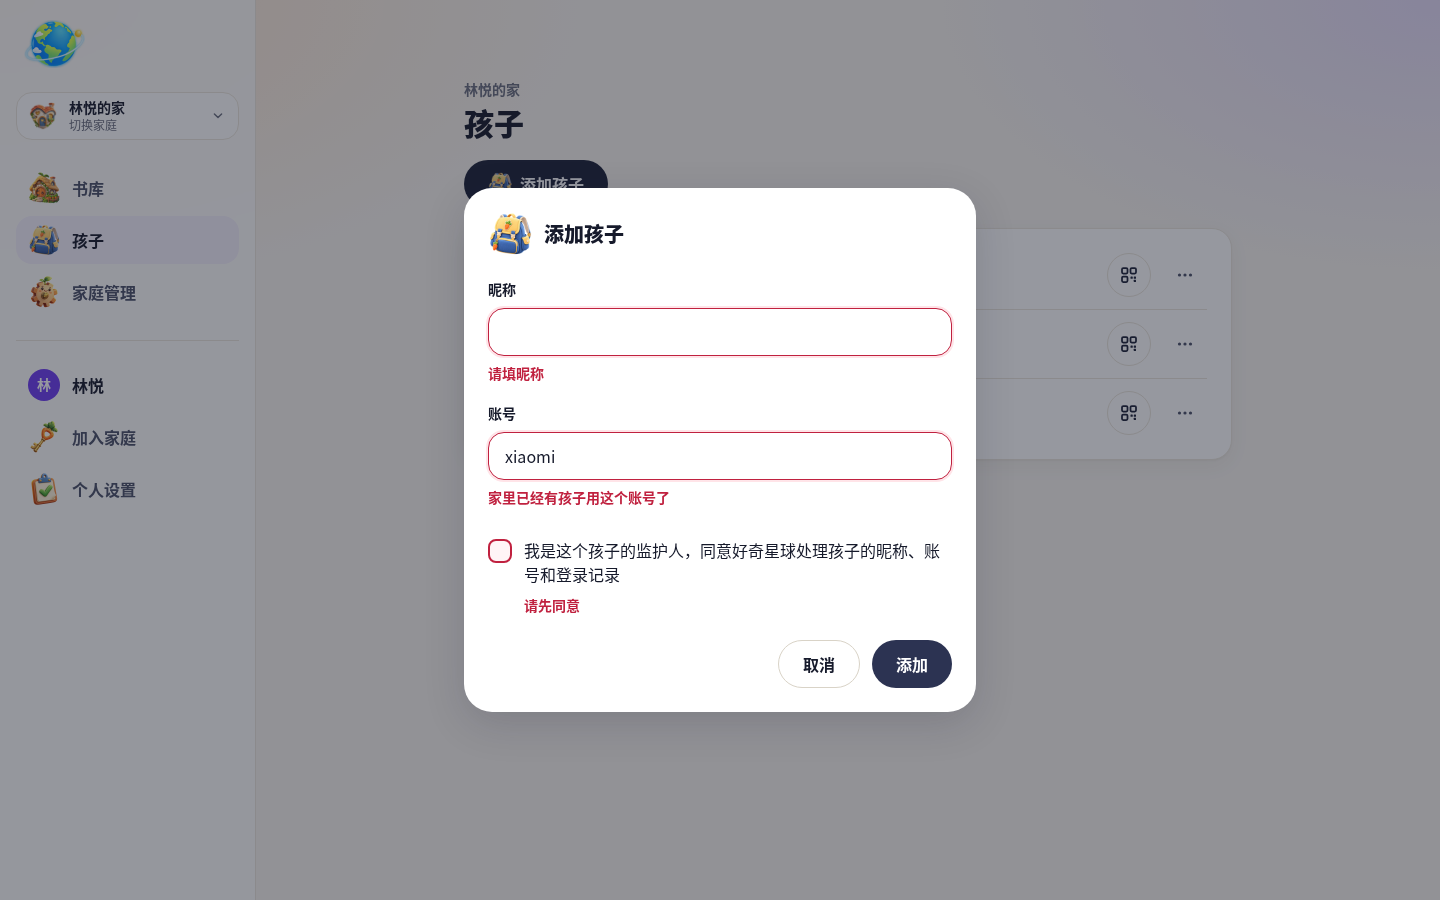 林悦的家
切换家庭
书库
孩子
家庭管理
林
林悦
加入家庭
个人设置
林悦的家
孩子
添加孩子
添加孩子
昵称
请填昵称
账号
xiaomi
家里已经有孩子用这个账号了
我是这个孩子的监护人，同意好奇星球处理孩子的昵称、账
号和登录记录
请先同意
取消
添加